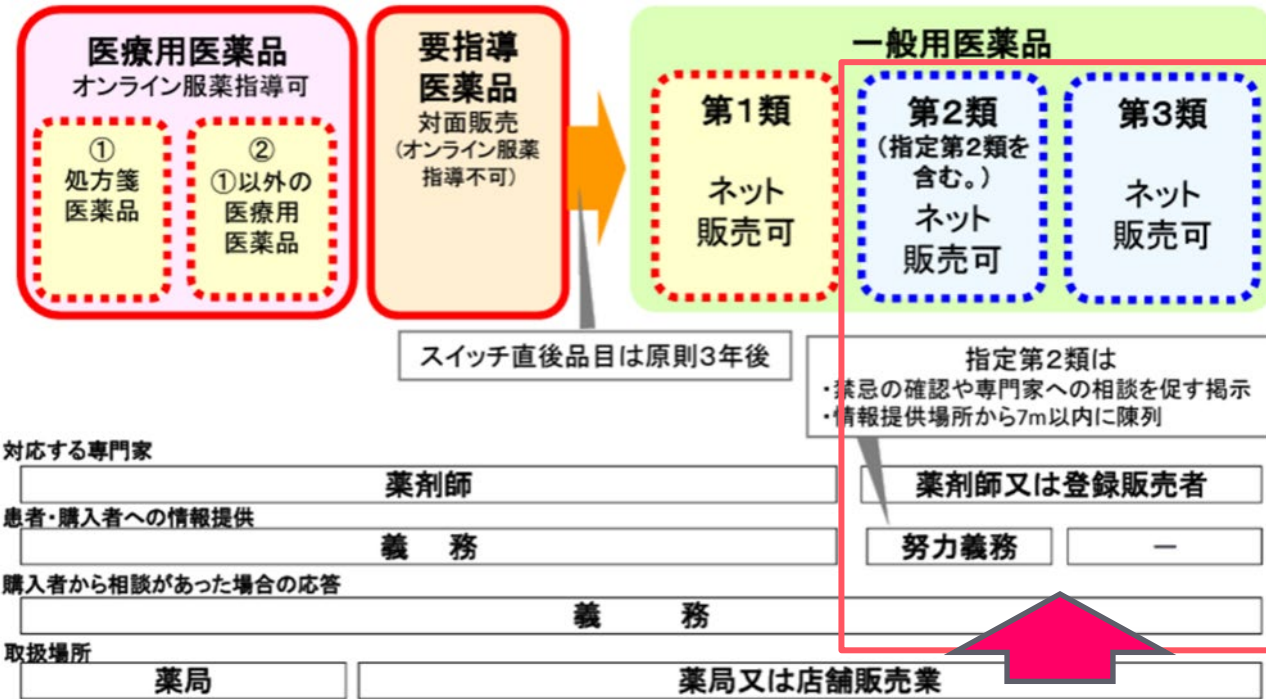 医療用医薬品
オンライン服薬指導可
①
処方箋
医薬品
②
①以外の
医療用
医薬品
要指導
医薬品
対面販売
(オンライン服薬
指導不可)
一般用医薬品
第1類
ネット
販売可
第2類
(指定第2類を
含む。)
ネット
販売可
第3類
ネット
販売可
スイッチ直後品目は原則3年後
指定第2類は
・禁忌の確認や専門家への相談を促す掲示
・情報提供場所から7m以内に陳列
対応する専門家
薬剤師
薬剤師又は登録販売者
患者・購入者への情報提供
義 務
努力義務
－
購入者から相談があった場合の応答
義 務
取扱場所
薬局
薬局又は店舗販売業